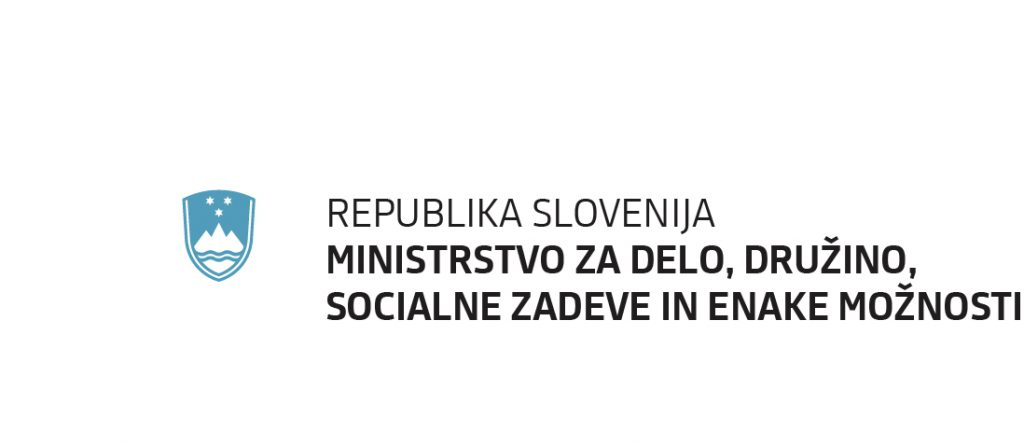 REPUBLIKA SLOVENIJA
MINISTRSTVO ZA DELO, DRUŽINO,
SOCIALNE ZADEVE IN ENAKE MOŽNOSTI